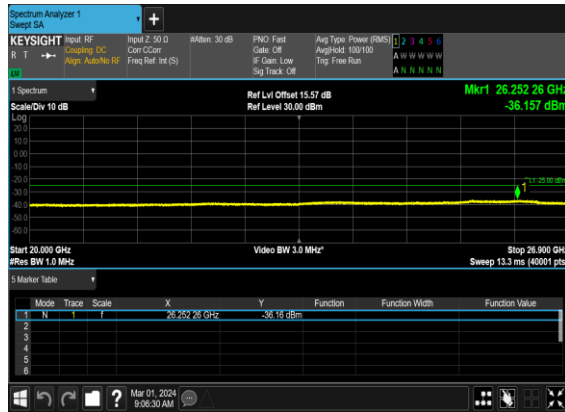 Spectrum Analyzer 1
Swept SA
+
KEYSIGHT Input: RF Input Z: 50 Ω #Atten: 30 dB PNO: Fast Avg Type: Power (RMS) 1 2 3 4 5 6
R T Coupling: DC Corr CCorr Gate: Off Avg|Hold: 100/100 A W W W W W
Align: Auto/No RF Freq Ref: Int (S) IF Gain: Low Trig: Free Run
LU Sig Track: Off A N N N N N
1 Spectrum Ref Lvl Offset 15.57 dB Mkr1 26.252 26 GHz
Scale/Div 10 dB Ref Level 30.00 dBm -36.157 dBm
Log
20.0
10.0
0.00
-10.0
-20.0 DL1 -25.00 dBm
-30.0 1
-40.0
-50.0
-60.0
Start 20.000 GHz Video BW 3.0 MHz* Stop 26.900 GHz
#Res BW 1.0 MHz Sweep 13.3 ms (40001 pts)
5 Marker Table
Mode Trace Scale X Y Function Function Width Function Value
1 N 1 f 26.252 26 GHz -36.16 dBm
2
3
4
5
6
? Mar 01, 2024
9:06:30 AM